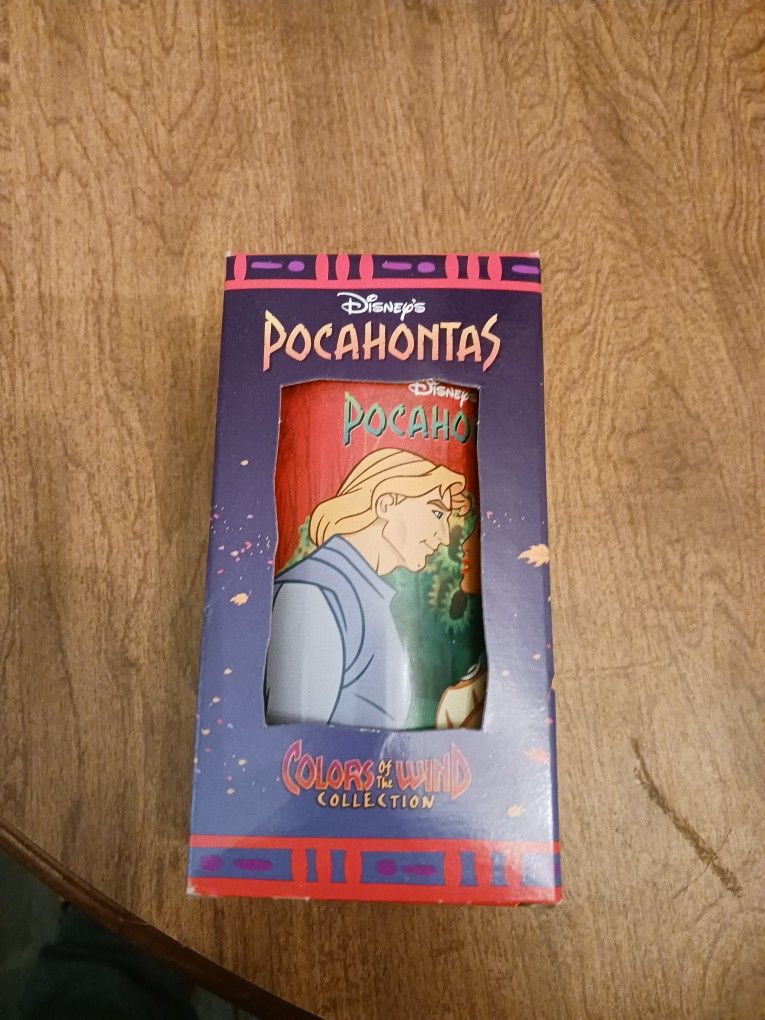 Disney's
POCAHONTAS
Disney's
POCAHO
COLORS OF THE WIND
COLLECTION